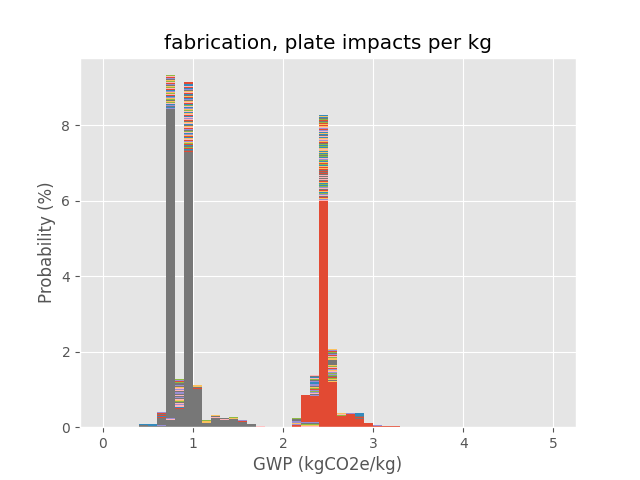 fabrication, plate impacts per kg
Probability (%)
8
6
4
2
0
0 1 2 3 4 5
GWP (kgCO2e/kg)